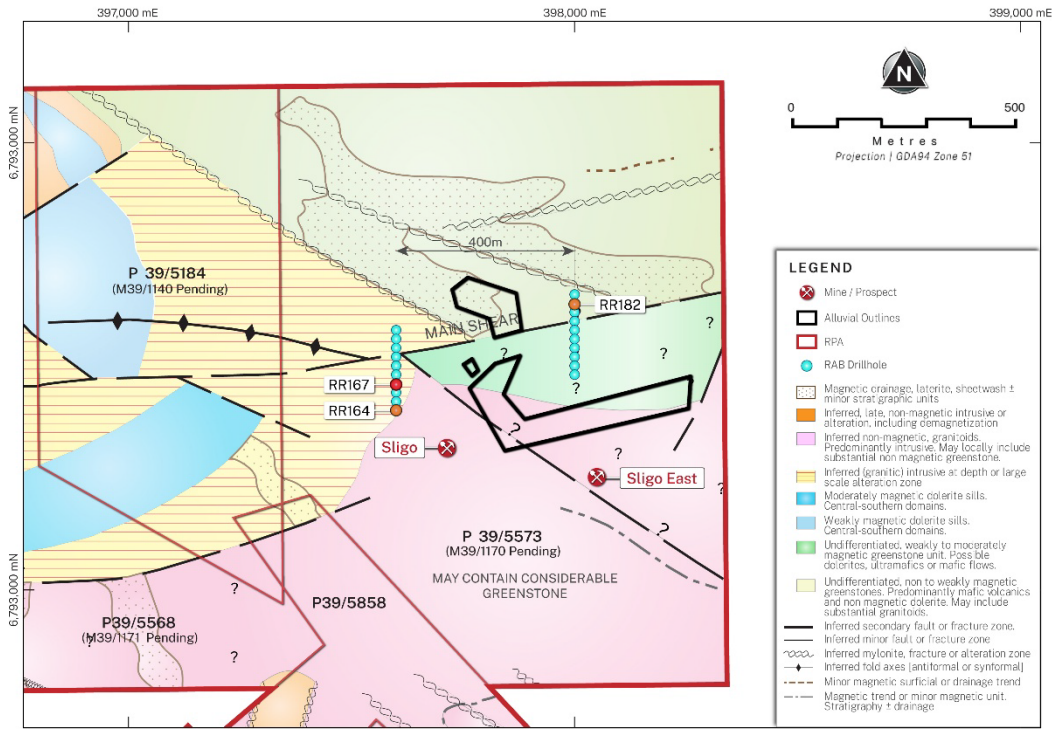 397,000 mE
398,000 mE
399,000 mE
6,793,000 mN
6,793,000 mN
N
0
500
Metres
Projection | GDA94 Zone 51
P 39/5184
(M39/1140 Pending)
400m
RR182
MAIN SHEAR
?
?
?
?
RR167
RR164
Sligo
?
?
Sligo East
?
?
P 39/5573
(M39/1170 Pending)
MAY CONTAIN CONSIDERABLE
GREENSTONE
P39/5858
?
P39/5568
(M39/1171 Pending)
?
?
LEGEND
Mine / Prospect
Alluvial Outlines
RPA
RAB Drillhole
Magnetic drainage, laterite, sheetwash ±
minor stratigraphic units
Inferred, late, non-magnetic intrusive or
alteration, including demagnetization
Inferred non-magnetic, granitoids.
Predominantly intrusive. May locally include
substantial non magnetic greenstone.
Inferred (granitic) intrusive at depth or large
scale alteration zone
Moderately magnetic dolerite sills.
Central-southern domains.
Weakly magnetic dolerite sills.
Central-southern domains.
Undifferentiated, weakly to moderately
magnetic greenstone unit. Possible
dolerites, ultramafics or mafic flows.
Undifferentiated, non to weakly magnetic
greenstones. Predominantly mafic volcanics
and non magnetic dolerite. May include
substantial granitoids.
Inferred secondary fault or fracture zone.
Inferred minor fault or fracture zone
Inferred mylonite, fracture or alteration zone
Inferred fold axes [antiformal or synformal]
Minor magnetic surficial or drainage trend
Magnetic trend or minor magnetic unit.
Stratigraphy ± drainage